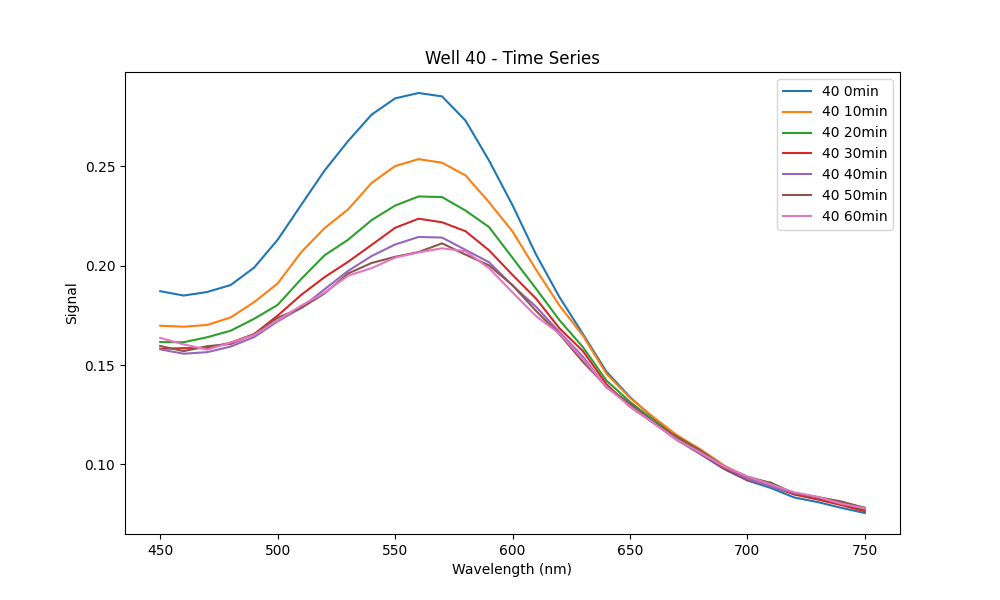 Well 40 - Time Series
40 0min
40 10min
40 20min
40 30min
40 40min
40 50min
40 60min
Signal
0.25
0.20
0.15
0.10
450 500 550 600 650 700 750
Wavelength (nm)